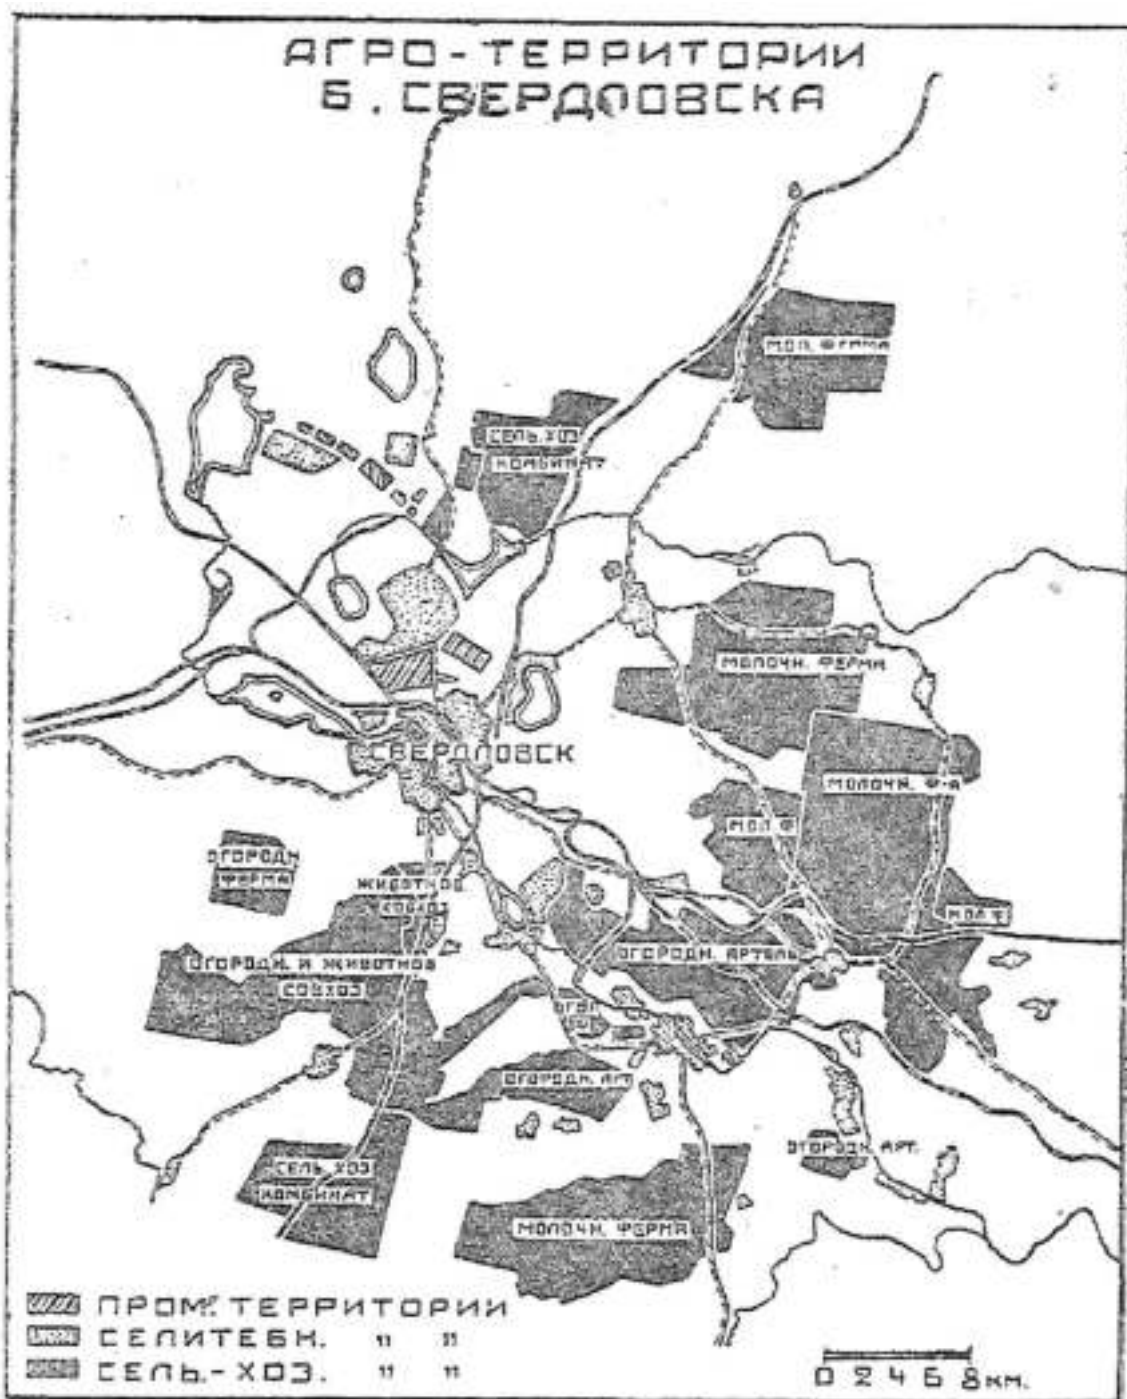 АГРО-ТЕРРИТОРИИ
Б. СВЕРДЛОВСКА
МОЛ. ФРМА
СЕЛЬ. ХОЗ
КОМБИНАТ
МОЛОЧН. ФЕРМА
СВЕРДЛОВСК
МОЛОЧН. Ф-А
МОЛ Ф
ОГОРОДН
ФЕРМА
ЖИВОТНОВ
СОВХОЗ
МОЛ Ф
ОГОРОДН. АРТЕЛЬ
ОГОРОДН. И ЖИВОТНОВ
СОВХОЗ
ОГОРОДН. АРТ
ОГОРОДН. АРТ.
СЕЛЬ. ХОЗ
КОМБИНАТ
МОЛОЧН. ФЕРМА
ПРОМ. ТЕРРИТОРИИ
СЕЛИТЕБН. " "
СЕЛЬ.-ХОЗ. " "
0 2 4 6 8 КМ.